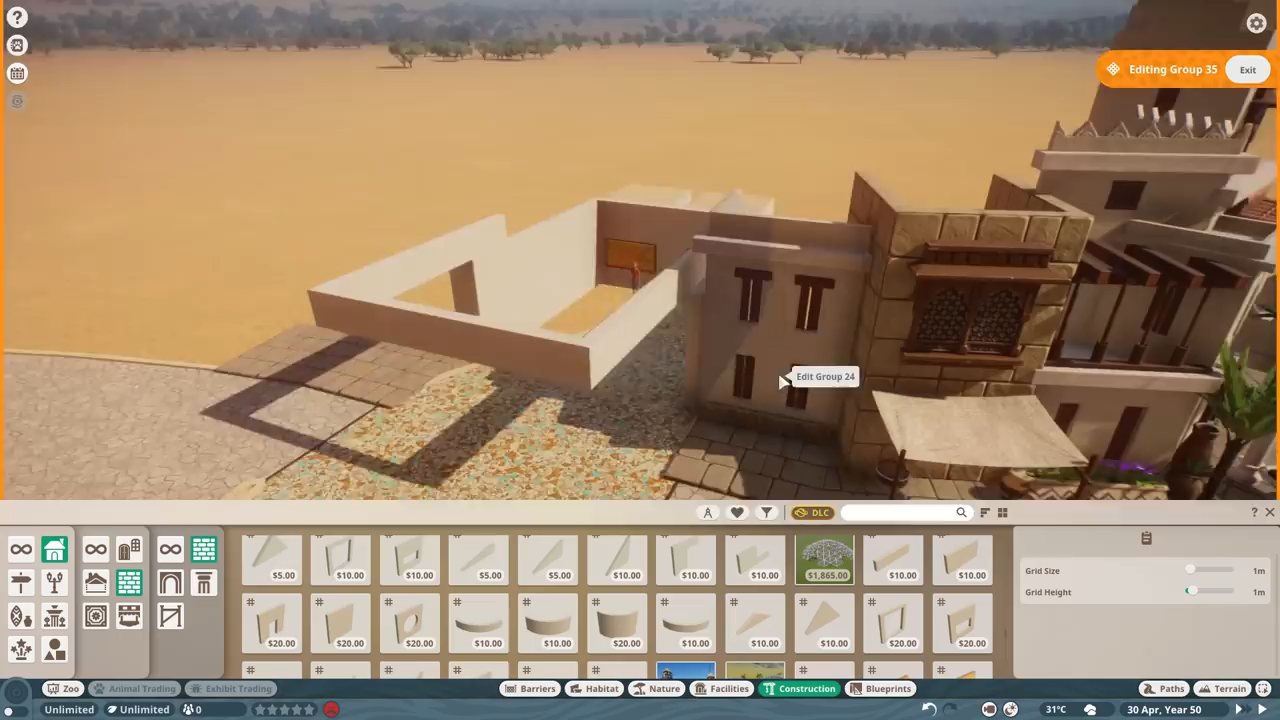 ?
Editing Group 35
Exit
Edit Group 24
DLC
? ×
$5.00
$10.00
$10.00
$5.00
$5.00
$10.00
$10.00
$10.00
$1,865.00
$10.00
$10.00
Grid Size
1m
Grid Height
1m
$20.00
$20.00
$20.00
$10.00
$10.00
$20.00
$10.00
$10.00
$10.00
$20.00
$20.00
Zoo
Animal Trading
Exhibit Trading
Barriers
Habitat
Nature
Facilities
Construction
Blueprints
Paths
Terrain
Unlimited
Unlimited
0
31°C
30 Apr, Year 50